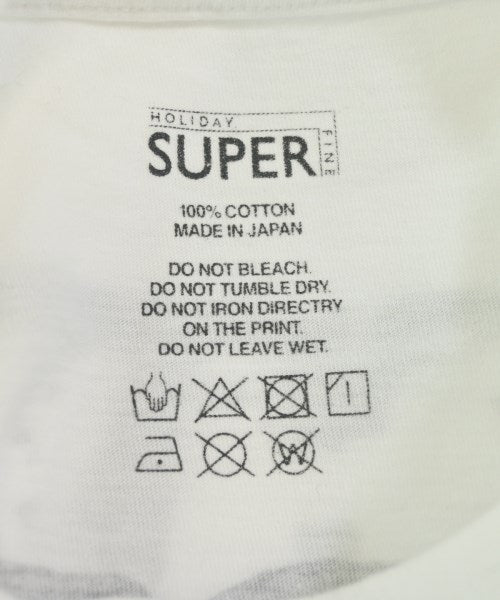 HOLIDAY
SUPER
FINE
100% COTTON
MADE IN JAPAN
DO NOT BLEACH.
DO NOT TUMBLE DRY.
DO NOT IRON DIRECTRY
ON THE PRINT.
DO NOT LEAVE WET.
W